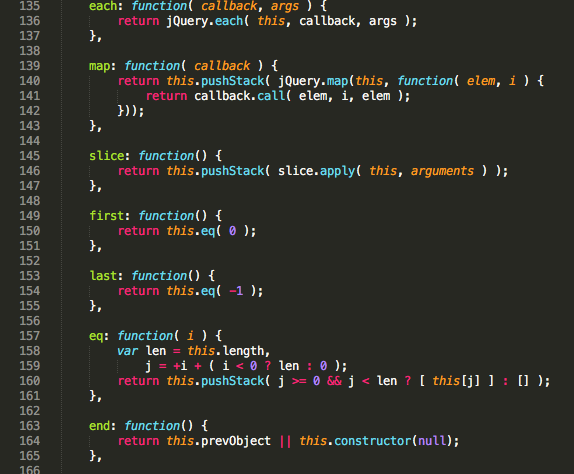 135 each: function( callback, args ) {
136 return jQuery.each( this, callback, args );
137 },
138
139 map: function( callback ) {
140 return this.pushStack( jQuery.map(this, function( elem, i ) {
141 return callback.call( elem, i, elem );
142 }));
143 },
144
145 slice: function() {
146 return this.pushStack( slice.apply( this, arguments ) );
147 },
148
149 first: function() {
150 return this.eq( 0 );
151 },
152
153 last: function() {
154 return this.eq( -1 );
155 },
156
157 eq: function( i ) {
158 var len = this.length,
159 j = +i + ( i < 0 ? len : 0 );
160 return this.pushStack( j >= 0 && j < len ? [ this[j] ] : [] );
161 },
162
163 end: function() {
164 return this.prevObject || this.constructor(null);
165 },
166